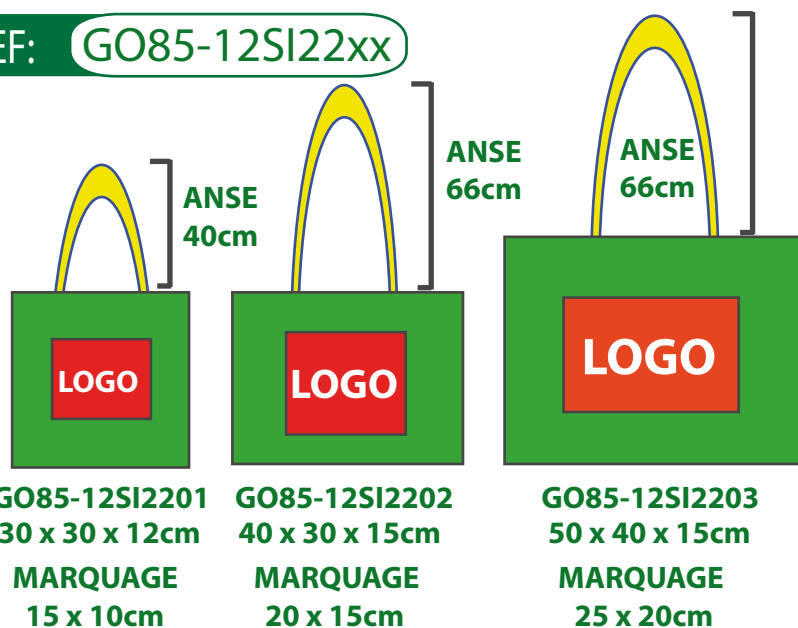 EF: GO85-12SI22xx
ANSE
40cm
ANSE
66cm
ANSE
66cm
LOGO
LOGO
LOGO
GO85-12SI2201
30 x 30 x 12cm
MARQUAGE
15 x 10cm
GO85-12SI2202
40 x 30 x 15cm
MARQUAGE
20 x 15cm
GO85-12SI2203
50 x 40 x 15cm
MARQUAGE
25 x 20cm